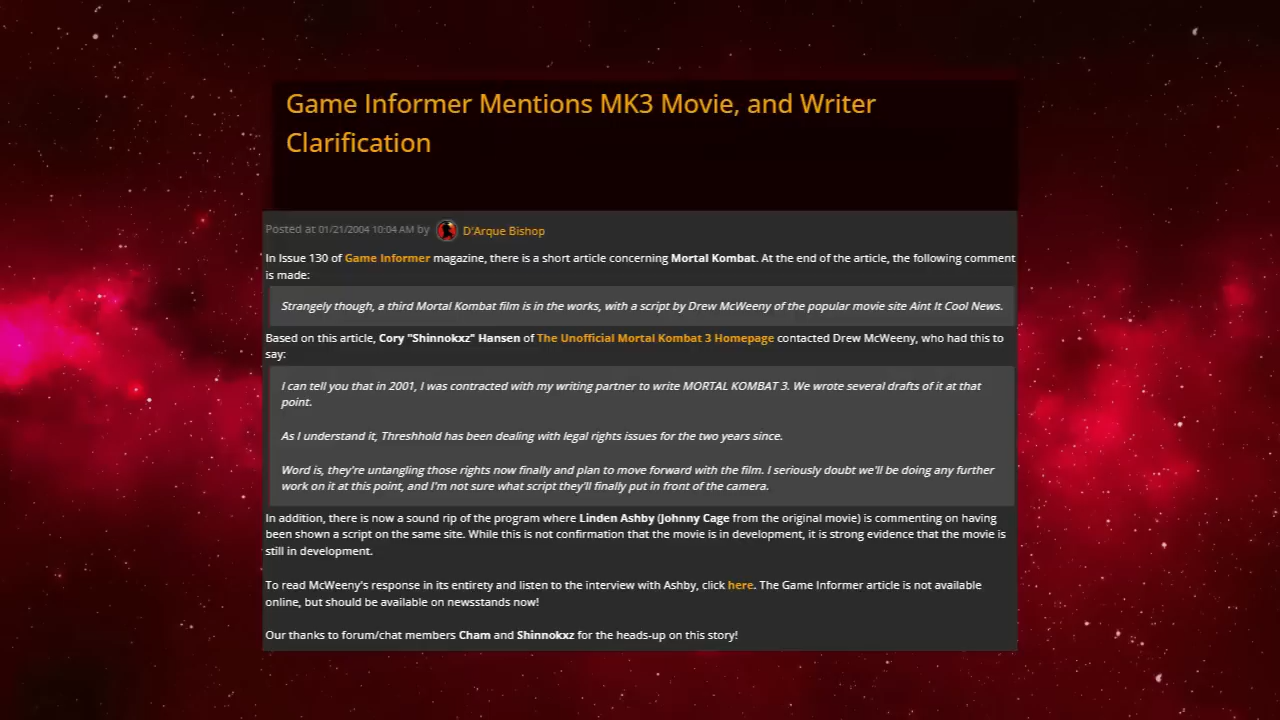 Game Informer Mentions MK3 Movie, and Writer
Clarification
Posted at 01/21/2004 10:04 AM by D'Arque Bishop
In Issue 130 of Game Informer magazine, there is a short article concerning Mortal Kombat. At the end of the article, the following comment
is made:
Strangely though, a third Mortal Kombat film is in the works, with a script by Drew McWeeny of the popular movie site Aint It Cool News.
Based on this article, Cory "Shinnokxz" Hansen of The Unofficial Mortal Kombat 3 Homepage contacted Drew McWeeny, who had this to
say:
I can tell you that in 2001, I was contracted with my writing partner to write MORTAL KOMBAT 3. We wrote several drafts of it at that
point.
As I understand it, Threshhold has been dealing with legal rights issues for the two years since.
Word is, they're untangling those rights now finally and plan to move forward with the film. I seriously doubt we'll be doing any further
work on it at this point, and I'm not sure what script they'll finally put in front of the camera.
In addition, there is now a sound rip of the program where Linden Ashby (Johnny Cage from the original movie) is commenting on having
been shown a script on the same site. While this is not confirmation that the movie is in development, it is strong evidence that the movie is
still in development.
To read McWeeny's response in its entirety and listen to the interview with Ashby, click here. The Game Informer article is not available
online, but should be available on newsstands now!
Our thanks to forum/chat members Cham and Shinnokxz for the heads-up on this story!